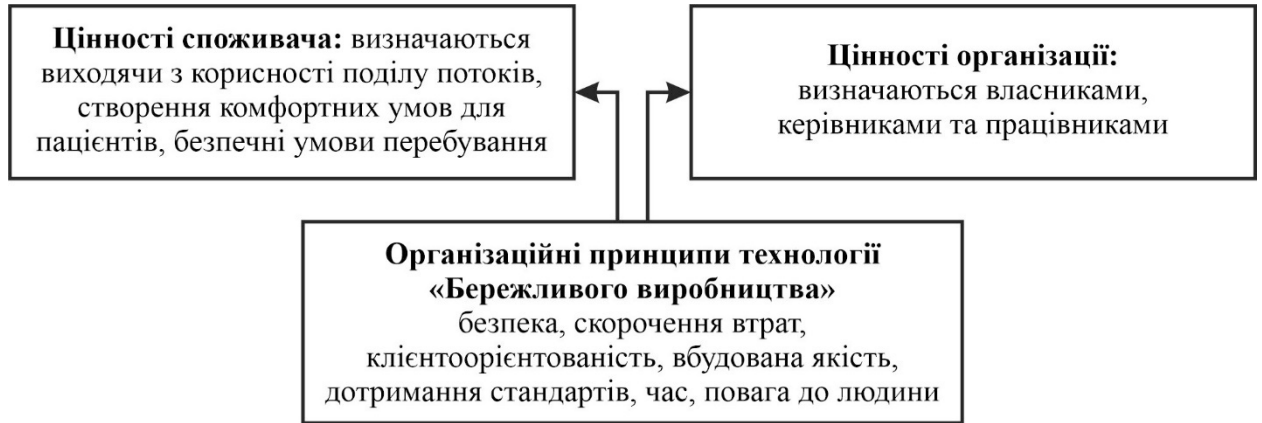 Цінності споживача: визначаються
виходячи з корисності поділу потоків,
створення комфортних умов для
пацієнтів, безпечні умови перебування
Цінності організації:
визначаються власниками,
керівниками та працівниками
Організаційні принципи технології
«Бережливого виробництва»
безпека, скорочення втрат,
клієнтоорієнтованість, вбудована якість,
дотримання стандартів, час, повага до людини